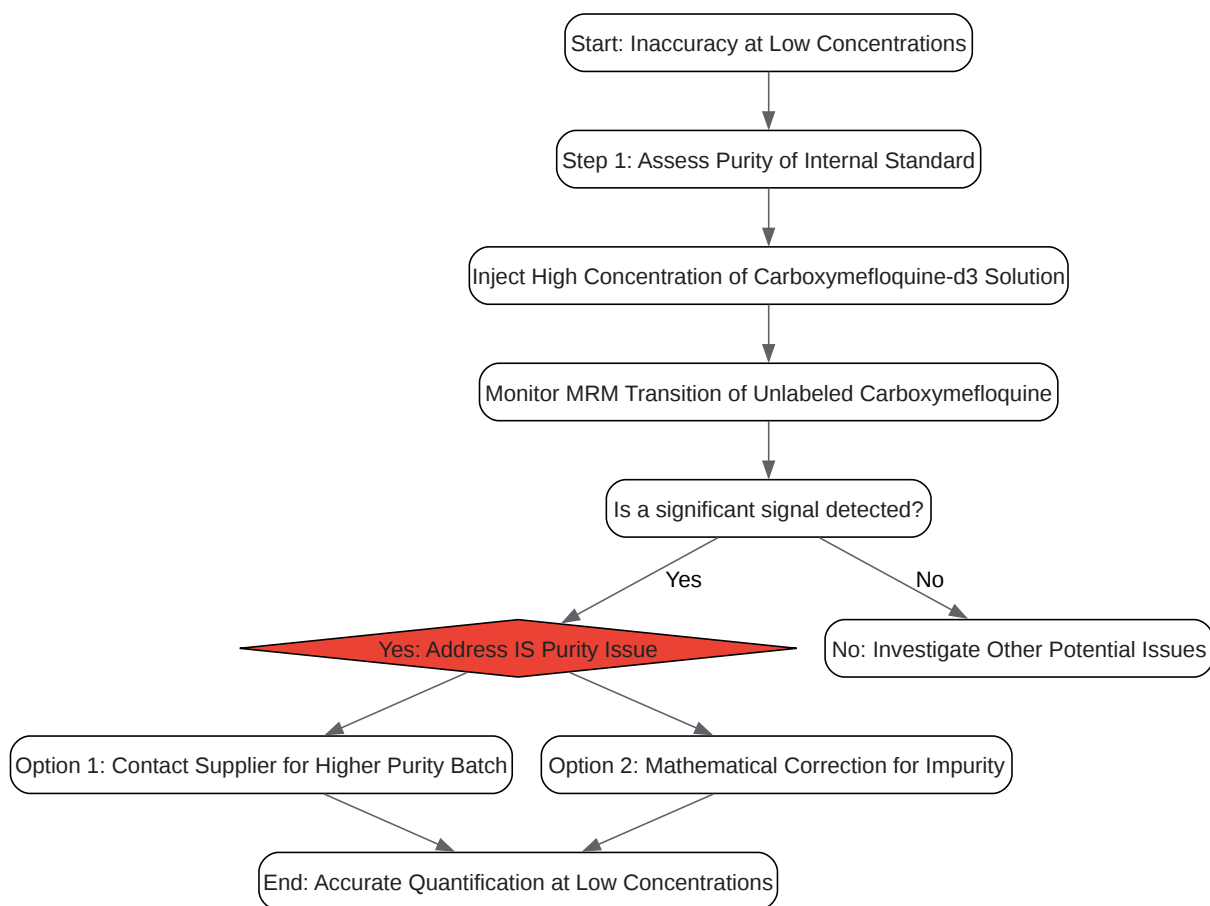 Start: Inaccuracy at Low Concentrations
Step 1: Assess Purity of Internal Standard
Inject High Concentration of Carboxymefloquine-d3 Solution
Monitor MRM Transition of Unlabeled Carboxymefloquine
Is a significant signal detected?
Yes
No
Yes: Address IS Purity Issue
No: Investigate Other Potential Issues
Option 1: Contact Supplier for Higher Purity Batch
Option 2: Mathematical Correction for Impurity
End: Accurate Quantification at Low Concentrations